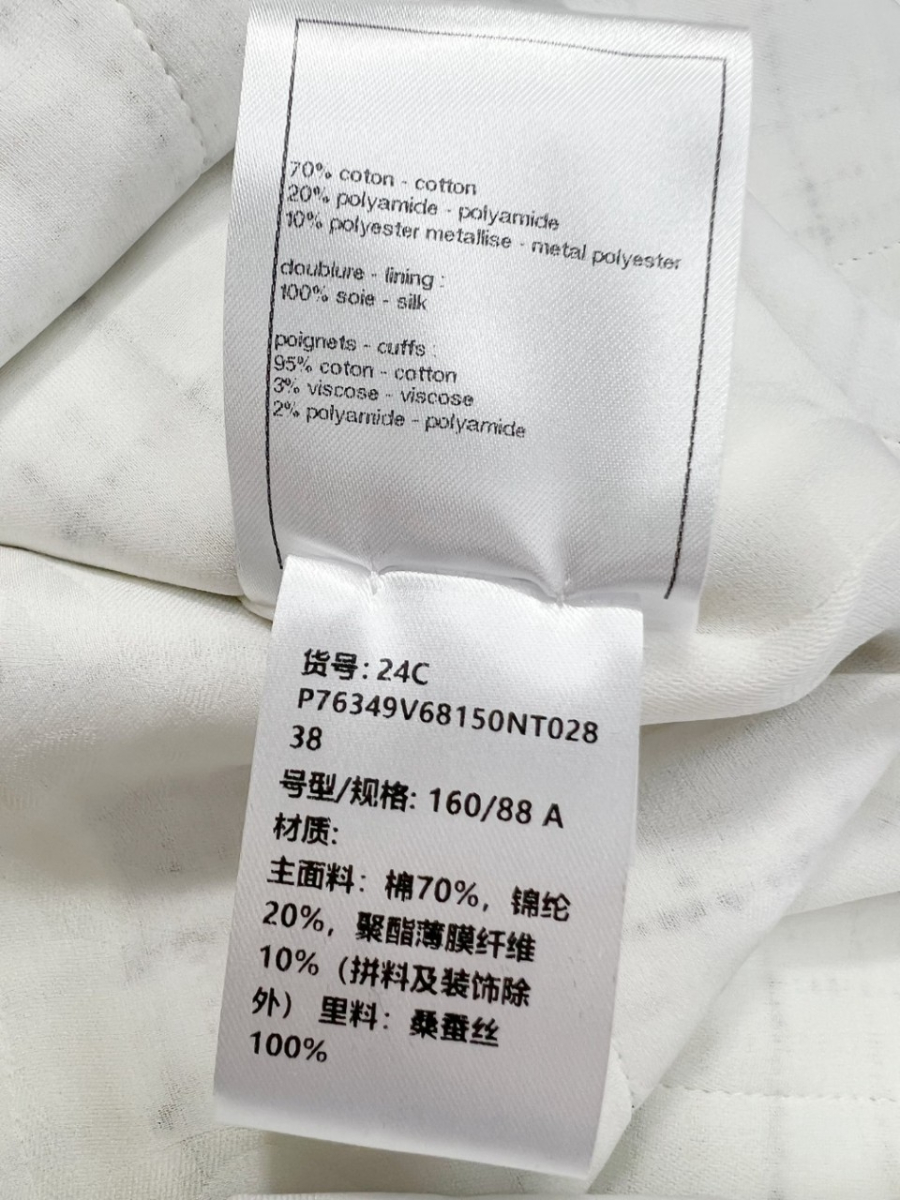 70% coton - cotton
20% polyamide - polyamide
10% polyester metallise - metal polyester
doublure - lining :
100% soie - silk
poignets - cuffs :
95% coton - cotton
3% viscose - viscose
2% polyamide - polyamide
货号: 24C
P76349V68150NT028
38
号型/规格: 160/88 A
材质:
主面料：棉70%，锦纶
20%，聚酯薄膜纤维
10%（拼料及装饰除
外） 里料：桑蚕丝
100%